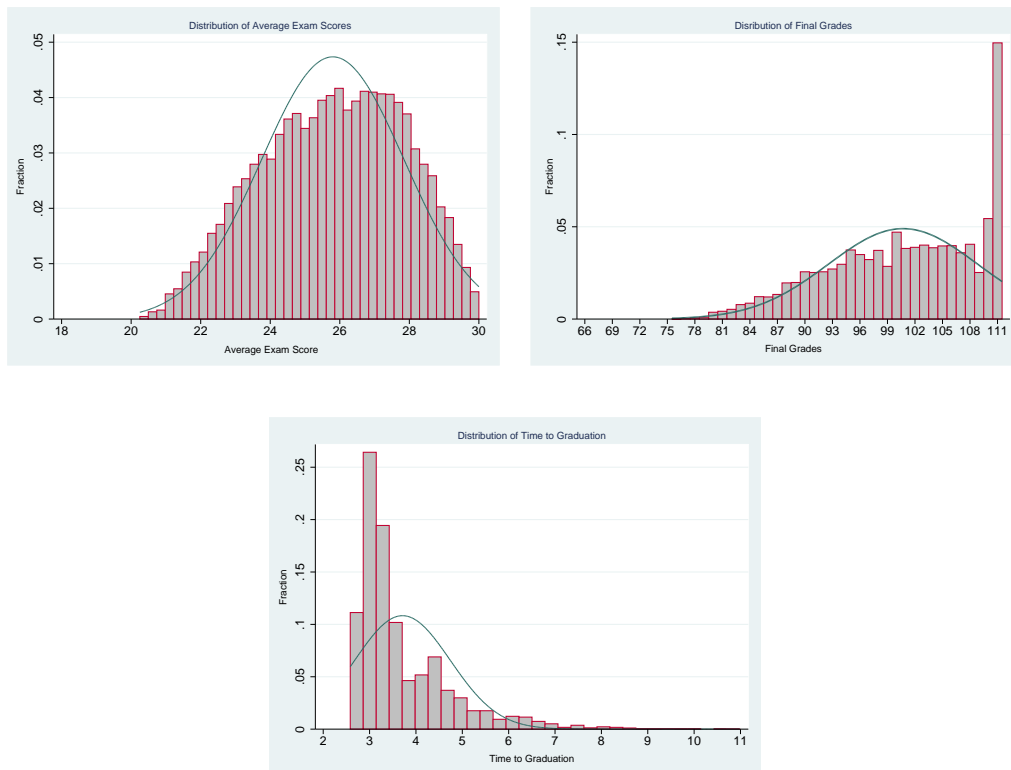 Distribution of Average Exam Scores
.05
.04
.03
.02
.01
0
Fraction
18 20 22 24 26 28 30
Average Exam Score
Disribution of Final Grades
.15
.1
.05
0
Fraction
66 69 72 75 78 81 84 87 90 93 96 99 102 105 108 111
Final Grades
Distribution of Time to Graduation
.25
.2
.15
.1
.05
0
Fraction
2 3 4 5 6 7 8 9 10 11
Time to Graduation